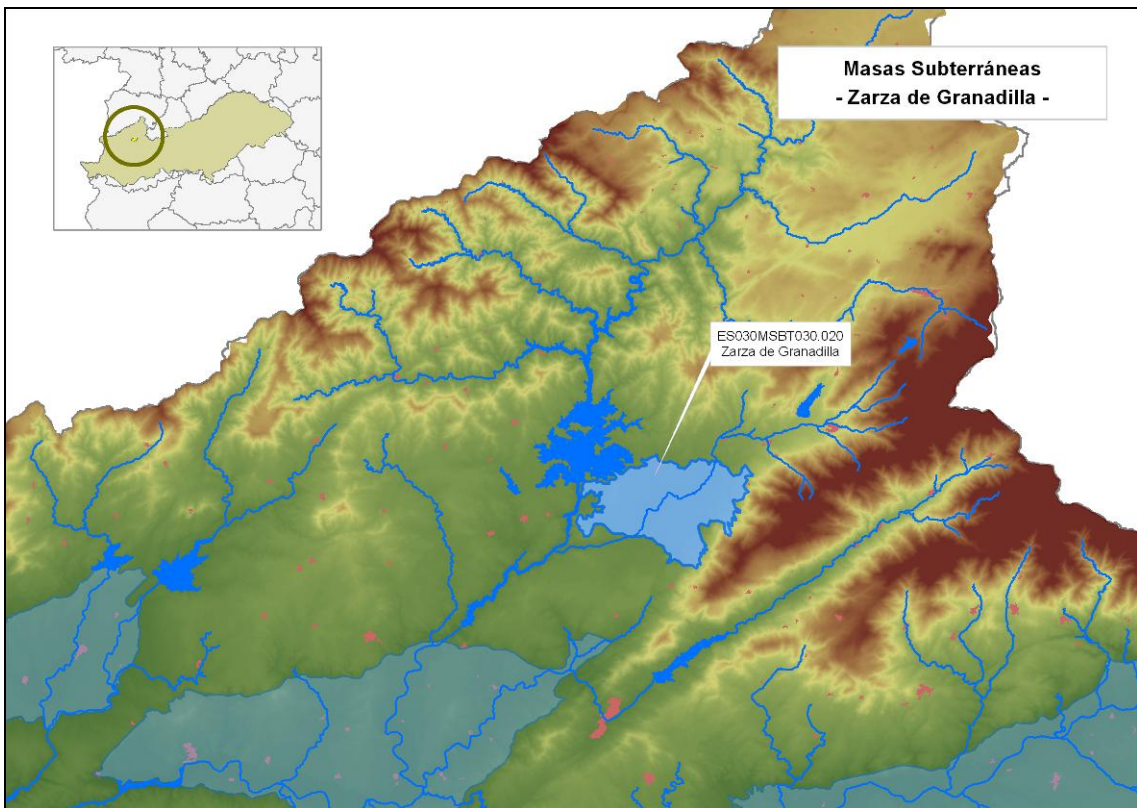 Masas Subterráneas
- Zarza de Granadilla -
ES030MSBT030.020
Zarza de Granadilla